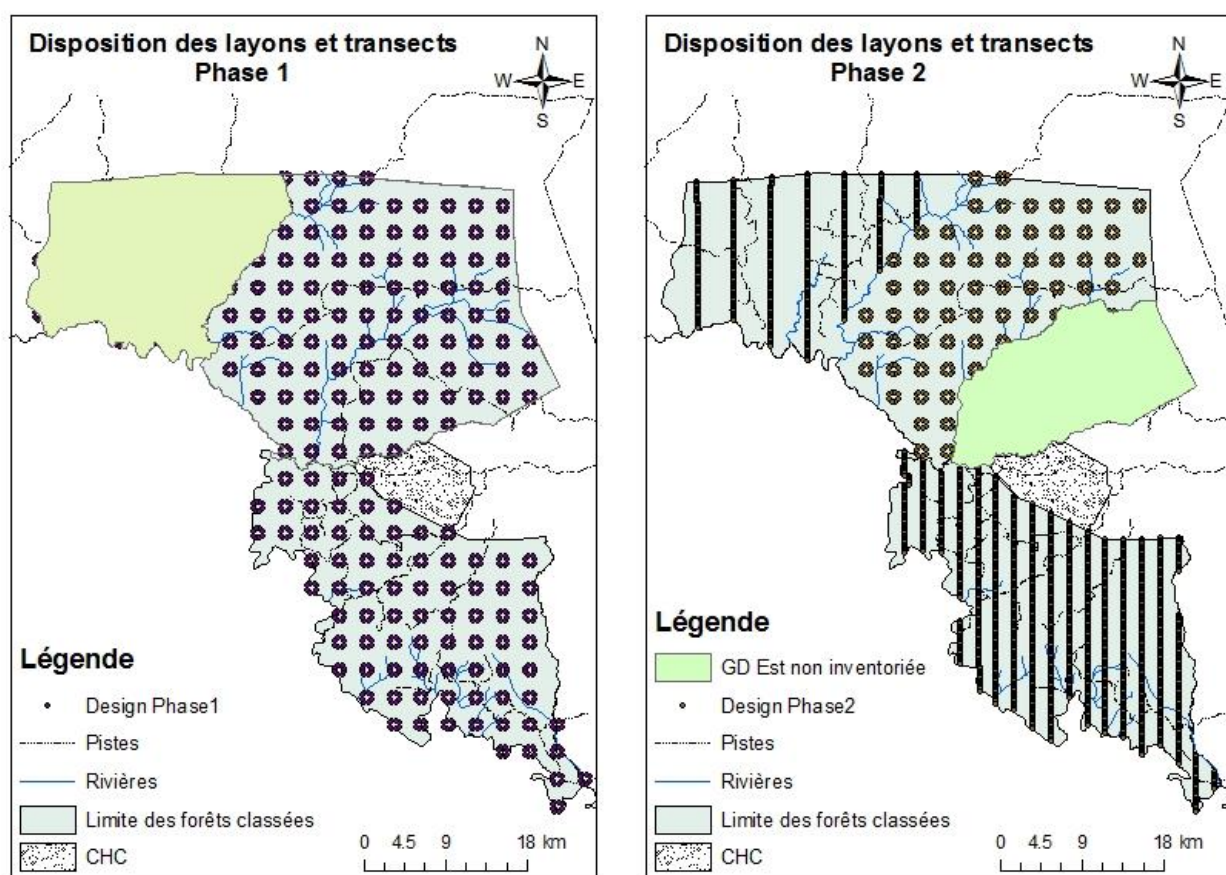 Disposition des layons et transects
Phase 1
N
W E
S
Légende
Design Phase1
Pistes
Rivières
Limite des forêts classées
CHC
0 4.5 9 18 km
Disposition des layons et transects
Phase 2
N
W E
S
Légende
GD Est non inventoriée
Design Phase2
Pistes
Rivières
Limite des forêts classées
CHC
0 4.5 9 18 km